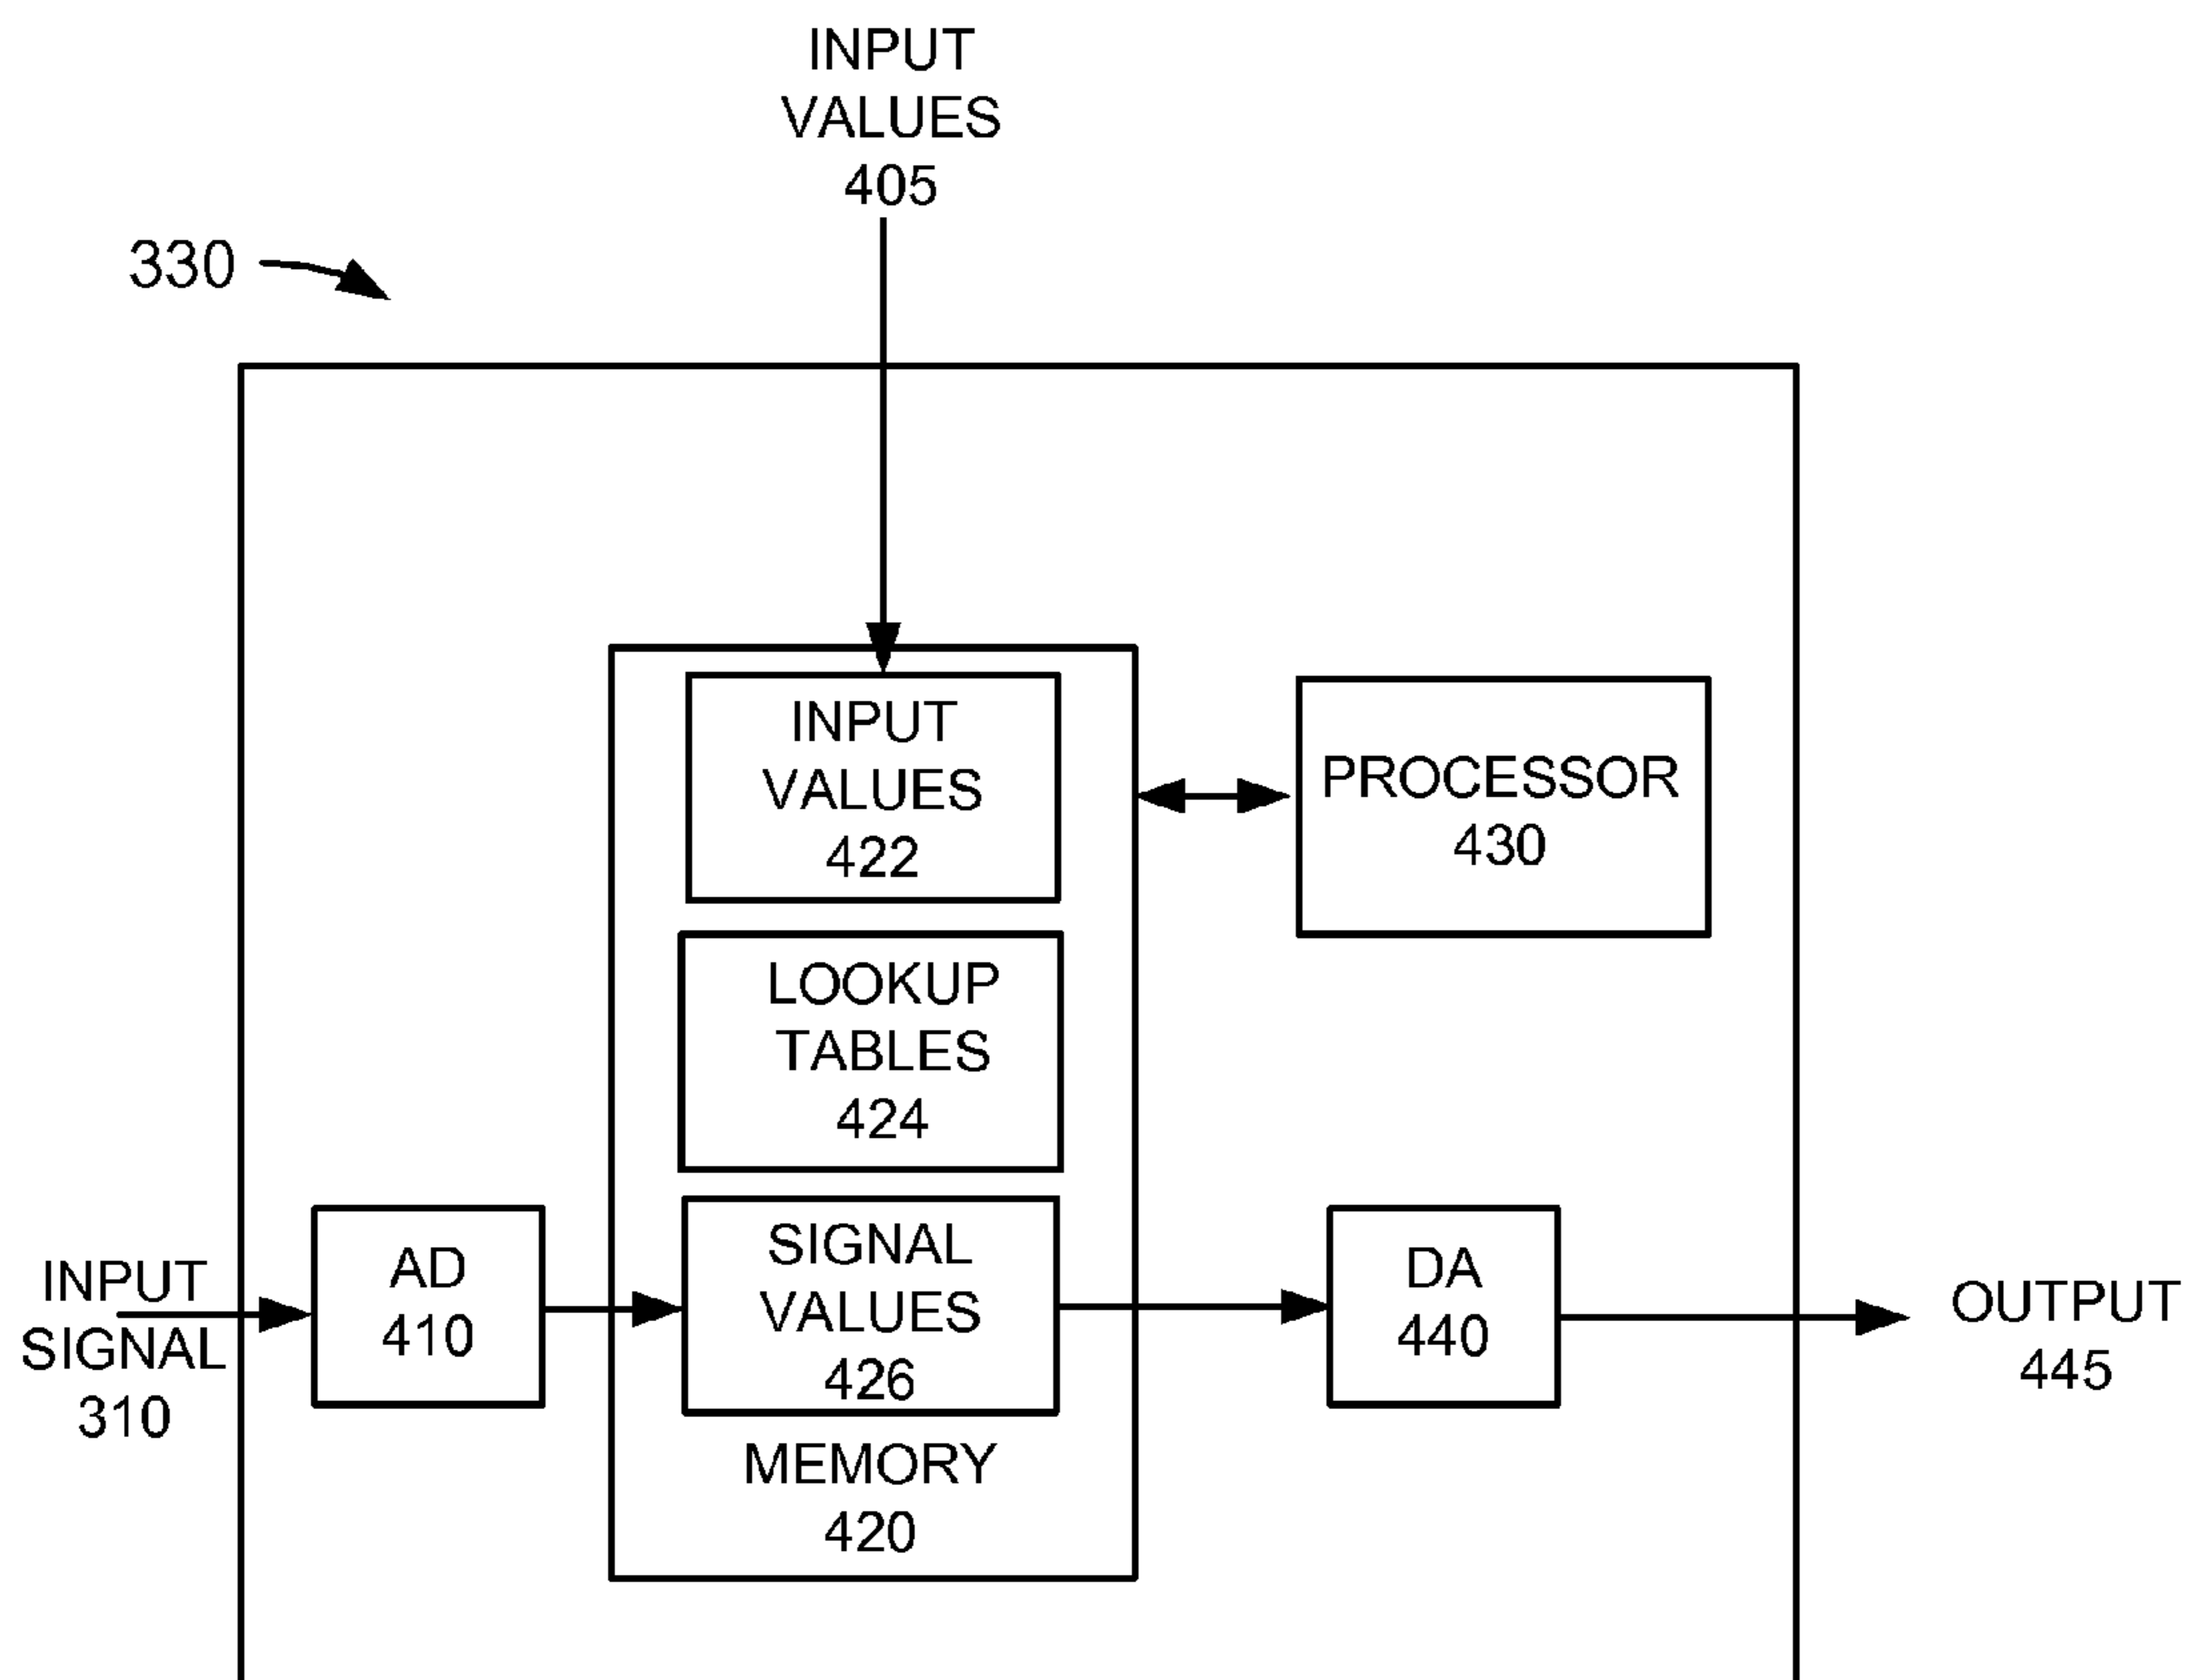 INPUT
VALUES
405
330
INPUT
VALUES
422
PROCESSOR
430
LOOKUP
TABLES
424
INPUT
SIGNAL
310
AD
410
SIGNAL
VALUES
426
MEMORY
420
DA
440
OUTPUT
445